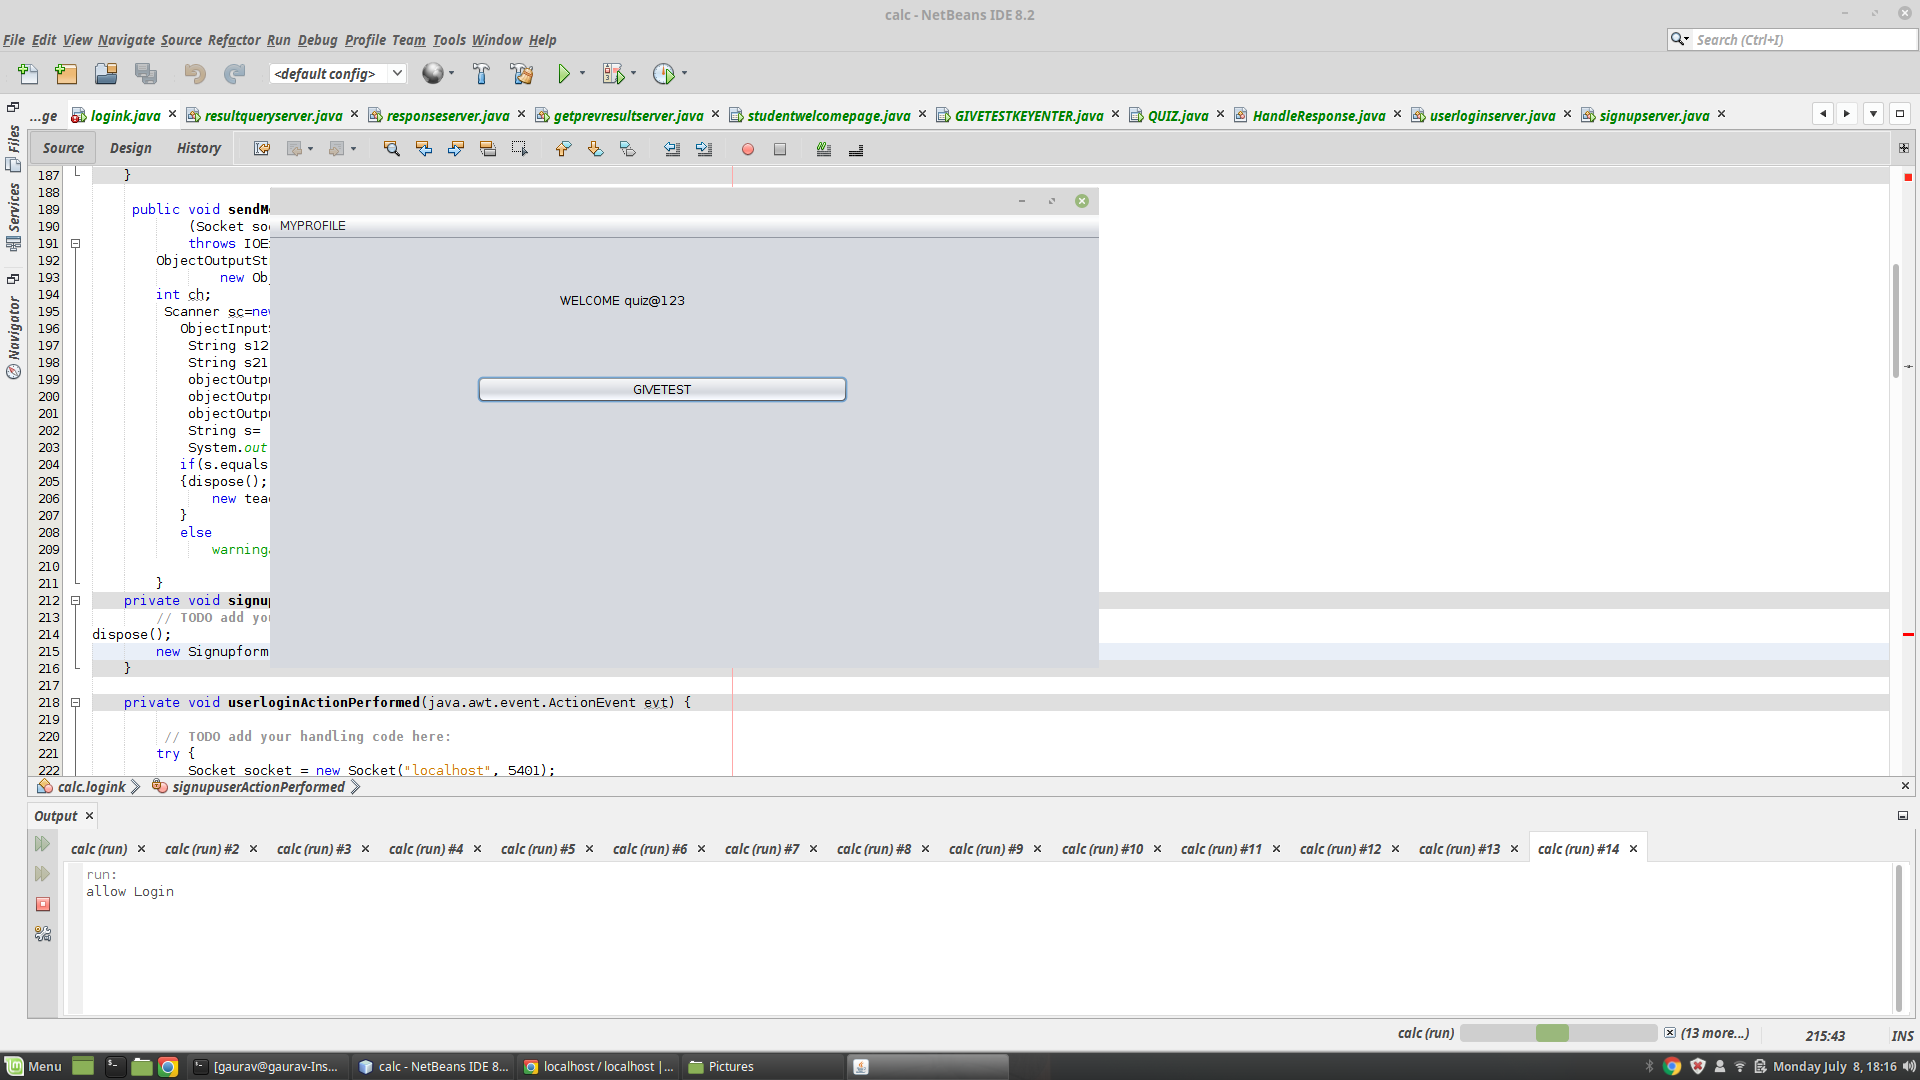 calc - NetBeans IDE 8.2
File Edit View Navigate Source Refactor Run Debug Profile Team Tools Window Help
Search (Ctrl+I)
<default config>
...ge logink.java resultqueryserver.java responseserver.java getprevresultserver.java studentwelcomepage.java GIVETESTKEYENTER.java QUIZ.java HandleResponse.java userloginserver.java signupserver.java
Files
Services
Navigator
Source Design History
187 }
188
189 public void sendM
190 (Socket so
191 throws IOE
192 ObjectOutputSt
193 new Ob
194 int ch;
195 Scanner sc=new
196 ObjectInputS
197 String s12
198 String s21
199 objectOutpu
200 objectOutpu
201 objectOutpu
202 String s=
203 System.out
204 if(s.equals
205 {dispose();
206 new tea
207 }
208 else
209 warning
210
211 }
212 private void signup
213 // TODO add you
214 dispose();
215 new Signupform
216 }
217
218 private void userloginActionPerformed(java.awt.event.ActionEvent evt) {
219
220 // TODO add your handling code here:
221 try {
222 Socket socket = new Socket("localhost", 5401);
MYPROFILE
WELCOME quiz@123
GIVETEST
calc.logink signupuserActionPerformed
Output
calc (run) calc (run) #2 calc (run) #3 calc (run) #4 calc (run) #5 calc (run) #6 calc (run) #7 calc (run) #8 calc (run) #9 calc (run) #10 calc (run) #11 calc (run) #12 calc (run) #13 calc (run) #14
run:
allow Login
calc (run) (13 more...) 215:43 INS
Menu [gaurav@gaurav-Ins... calc - NetBeans IDE 8... localhost / localhost |... Pictures Monday July 8, 18:16